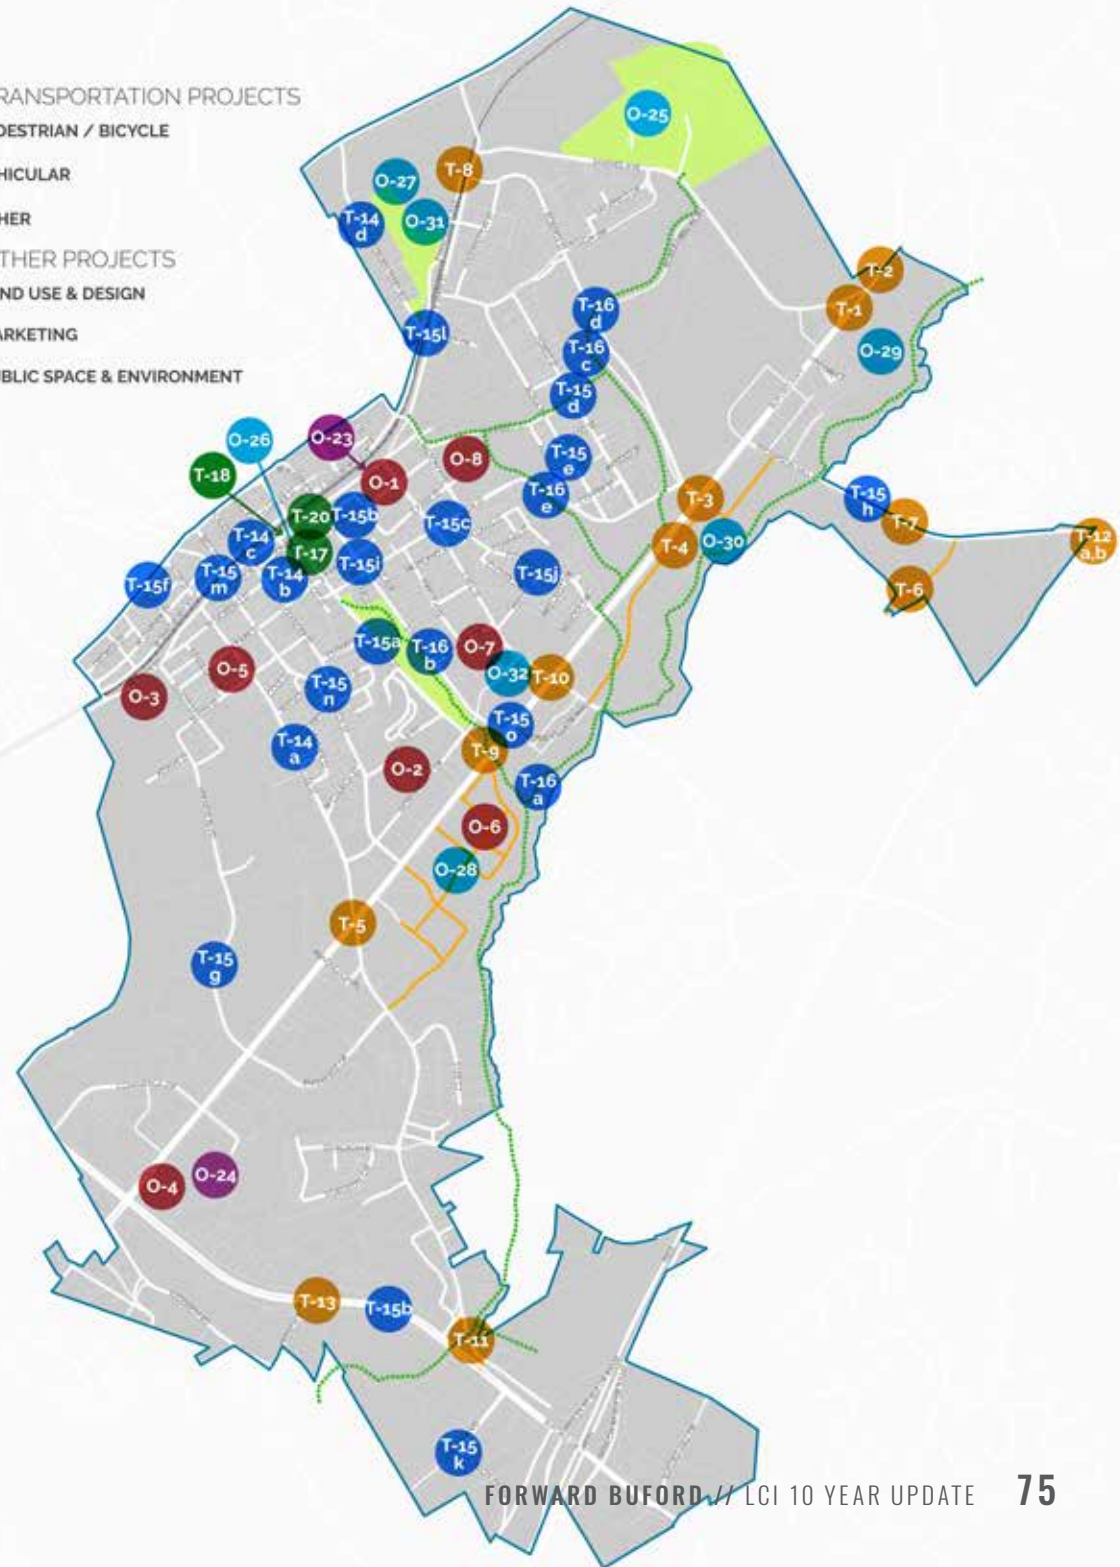 RANSPORTATION PROJECTS
DESTRIAN / BICYCLE
HICULAR
HER
THER PROJECTS
ND USE & DESIGN
ARKETING
UBLIC SPACE & ENVIRONMENT
O-25
T-8
O-27
O-31
T-14
d
T-2
T-1
T-16
d
T-15l
O-29
T-16
c
T-15
d
O-26
O-23
O-8
T-15
e
T-18
O-1
T-16
e
T-3
T-15
h
T-20
T-15b
T-15c
T-7
T-14
c
O-30
T-4
T-12
a,b
T-17
T-15i
T-15j
T-15f
T-15
m
T-14
b
T-6
T-15a
T-16
b
O-7
O-5
O-32
T-10
O-3
T-15
n
T-15
o
T-14
a
T-9
O-2
T-16
a
O-6
O-28
T-5
T-15
g
O-24
O-4
T-13
T-15b
T-11
T-15
k
FORWARD BUFORD // LCI 10 YEAR UPDATE 75